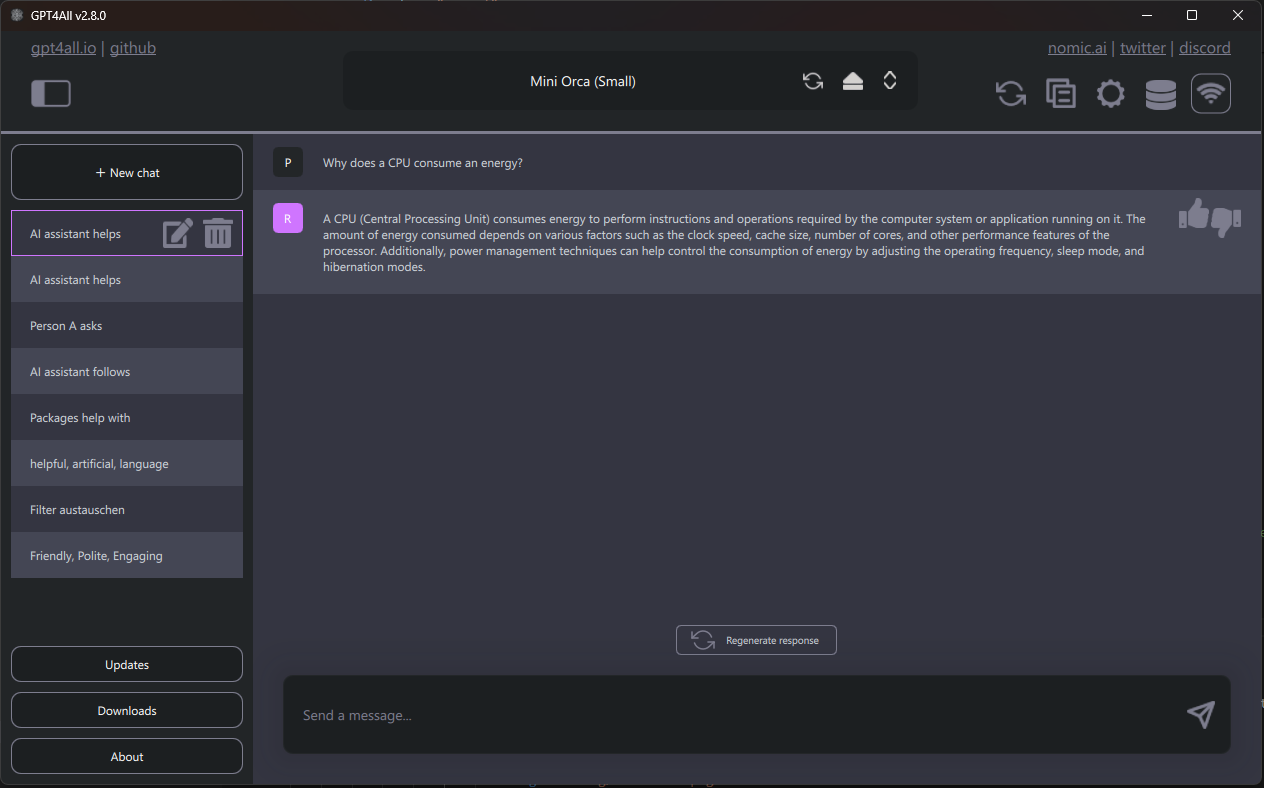 GPT4All v2.8.0
gpt4all.io | github
nomic.ai | twitter | discord
Mini Orca (Small)
+ New chat
AI assistant helps
AI assistant helps
Person A asks
AI assistant follows
Packages help with
helpful, artificial, language
Filter austauschen
Friendly, Polite, Engaging
Updates
Downloads
About
P
Why does a CPU consume an energy?
R
A CPU (Central Processing Unit) consumes energy to perform instructions and operations required by the computer system or application running on it. The
amount of energy consumed depends on various factors such as the clock speed, cache size, number of cores, and other performance features of the
processor. Additionally, power management techniques can help control the consumption of energy by adjusting the operating frequency, sleep mode, and
hibernation modes.
Regenerate response
Send a message...